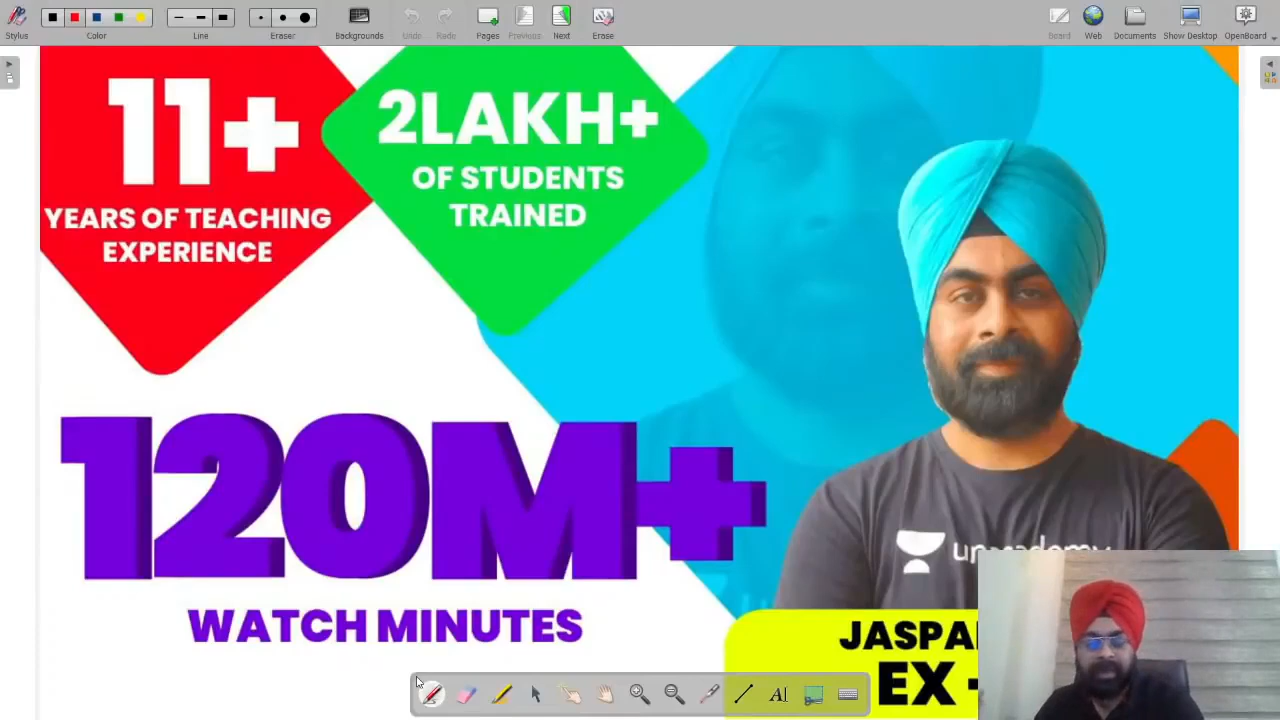 Stylus
Color
Line
Eraser
Backgrounds
Undo
Redo
Pages
Previous
Next
Erase
Board
Web
Documents
Show Desktop
OpenBoard
11+
YEARS OF TEACHING
EXPERIENCE
2LAKH+
OF STUDENTS
TRAINED
120M+
WATCH MINUTES
EX -